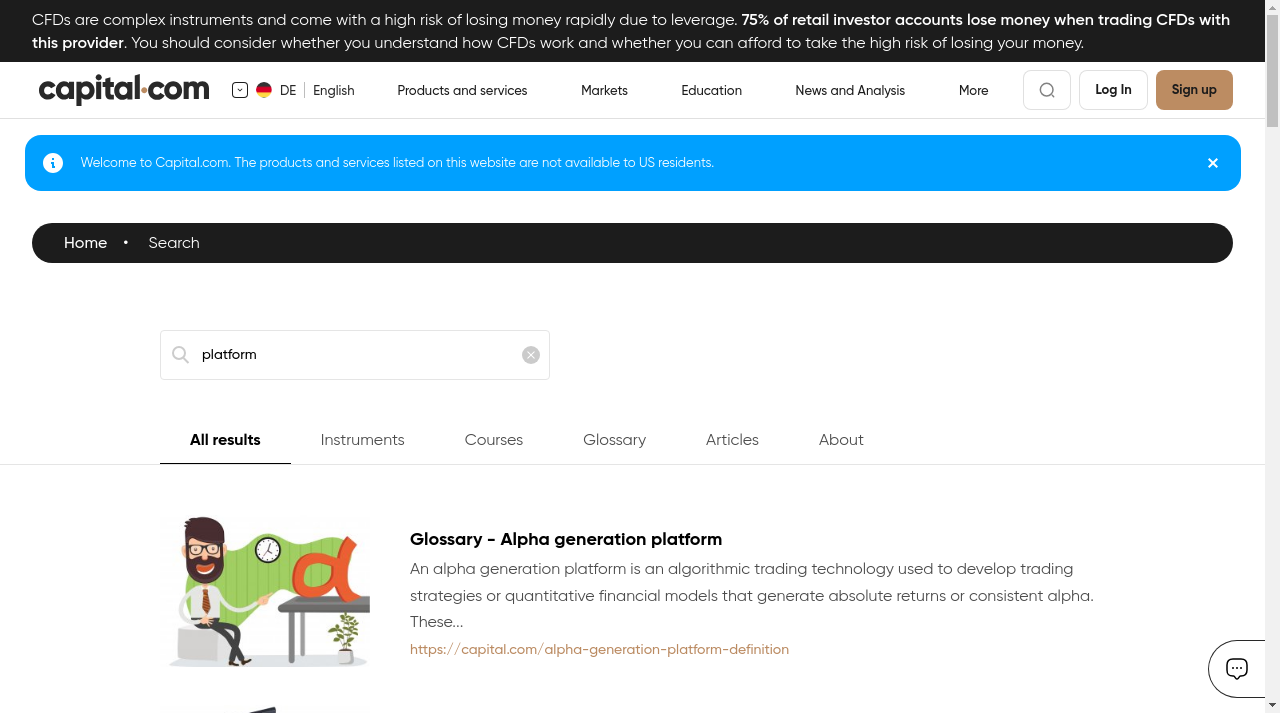 CFDs are complex instruments and come with a high risk of losing money rapidly due to leverage. 75% of retail investor accounts lose money when trading CFDs with
this provider. You should consider whether you understand how CFDs work and whether you can afford to take the high risk of losing your money.
capital.com DE English Products and services Markets Education News and Analysis More Log In Sign up
Welcome to Capital.com. The products and services listed on this website are not available to US residents.
Home • Search
platform
All results Instruments Courses Glossary Articles About
Glossary - Alpha generation platform
An alpha generation platform is an algorithmic trading technology used to develop trading
strategies or quantitative financial models that generate absolute returns or consistent alpha.
These...
https://capital.com/alpha-generation-platform-definition